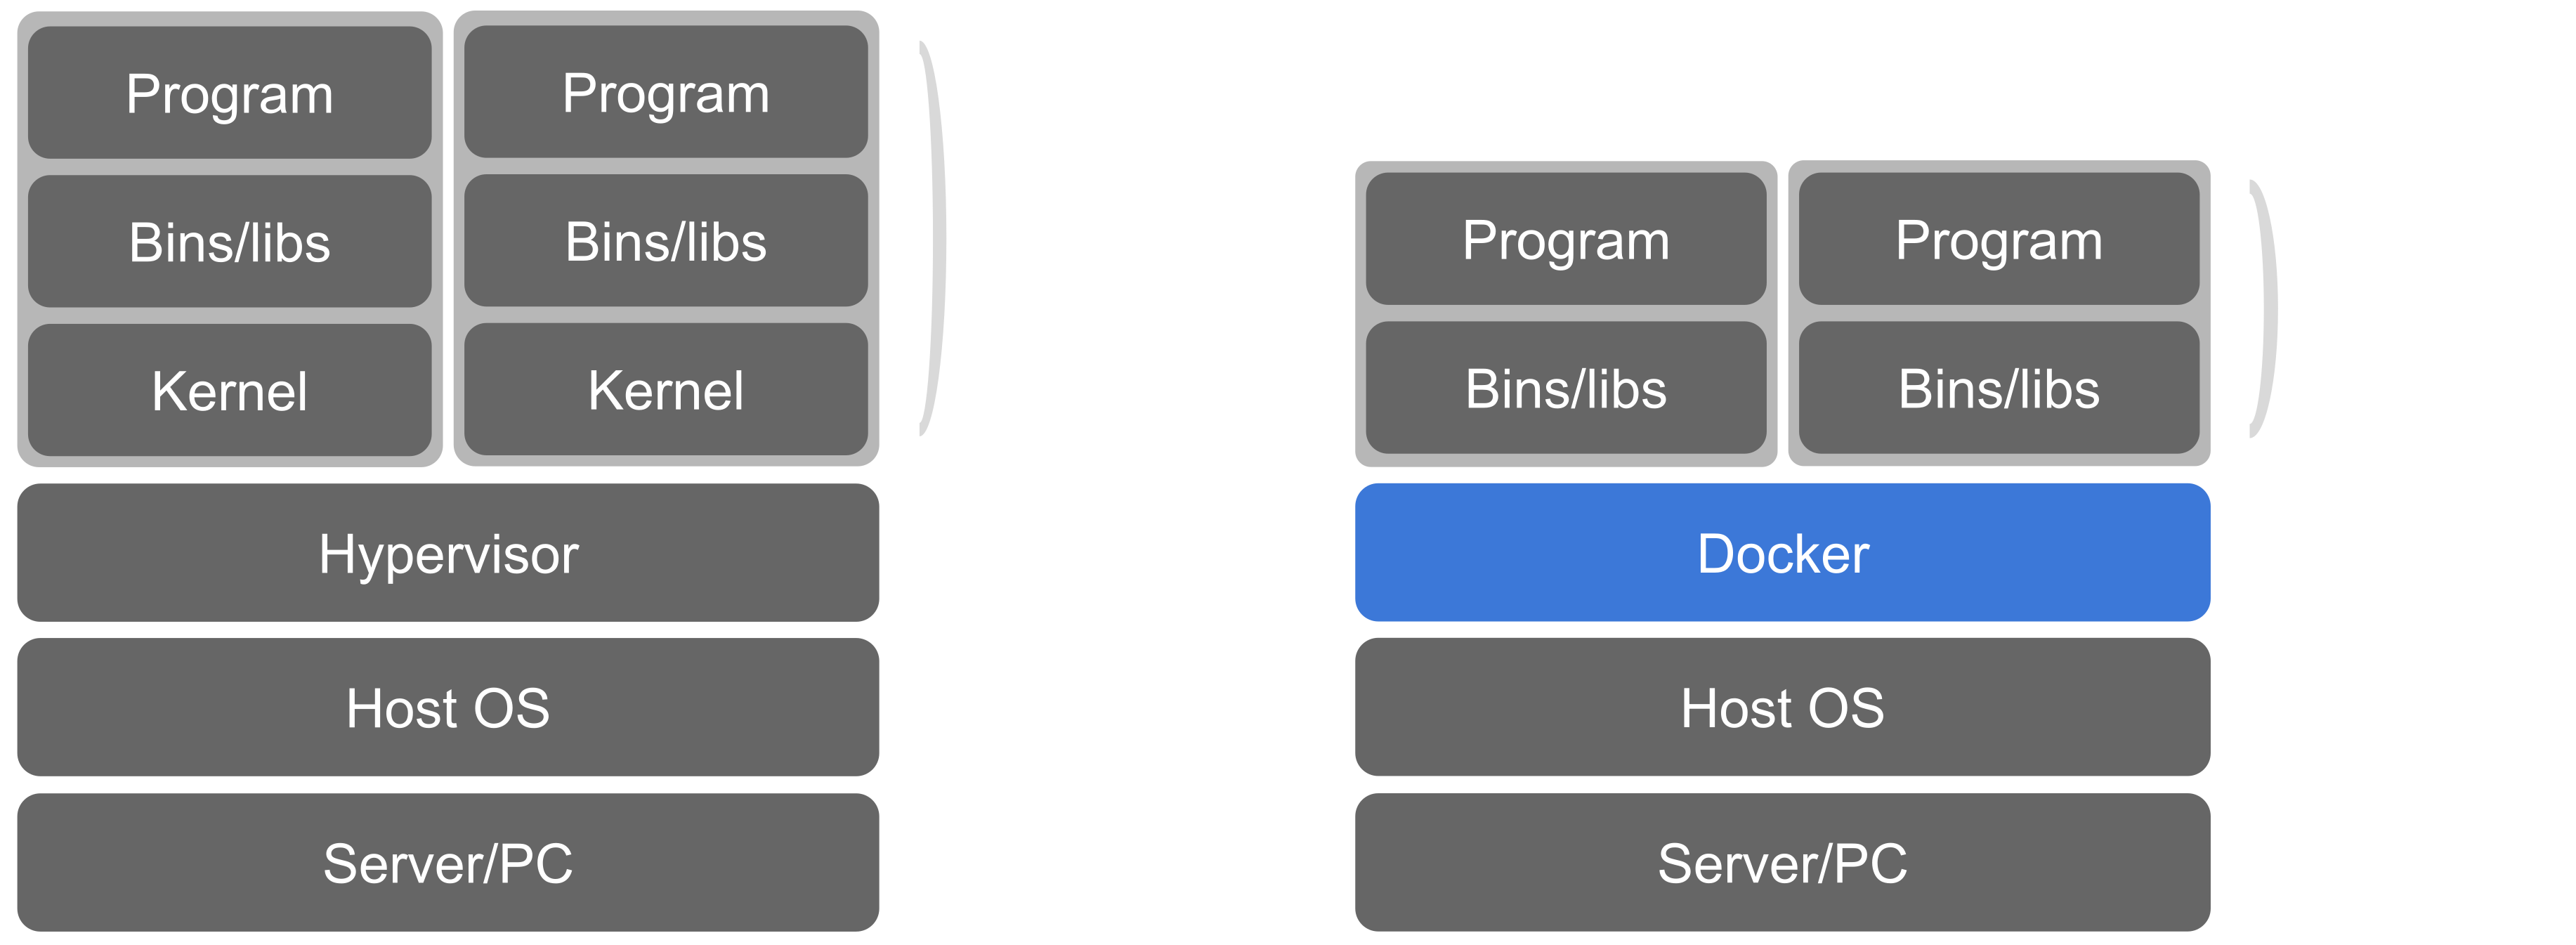 Program
Program
Bins/libs
Bins/libs
Kernel
Kernel
Hypervisor
Host OS
Server/PC
Program
Program
Bins/libs
Bins/libs
Docker
Host OS
Server/PC